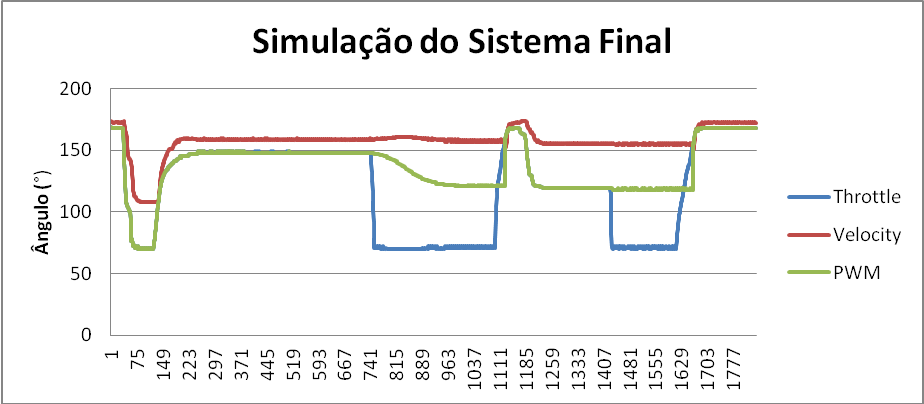 Simulação do Sistema Final
Ângulo (°)
200
150
100
50
0
1 75 149 223 297 371 445 519 593 667 741 815 889 963 1037 1111 1185 1259 1333 1407 1481 1555 1629 1703 1777
Throttle
Velocity
PWM